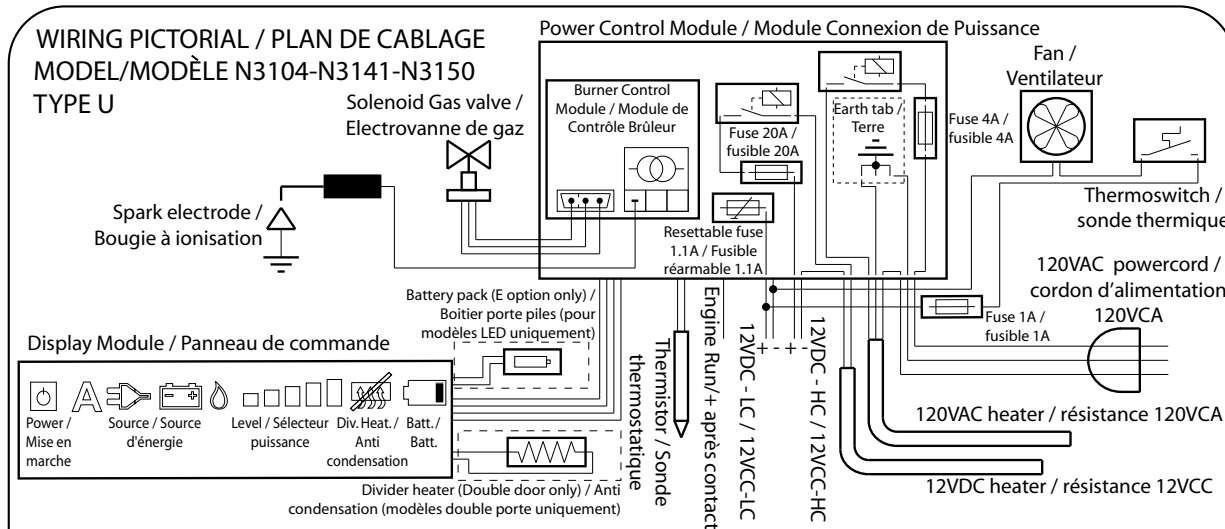 WIRING PICTORIAL / PLAN DE CABLAGE
MODEL/MODÈLE N3104-N3141-N3150
TYPE U
Power Control Module / Module Connexion de Puissance
Solenoid Gas valve /
Electrovanne de gaz
Burner Control
Module / Module de
Contrôle Brûleur
Fuse 20A /
fusible 20A
Earth tab /
Terre
Fuse 4A /
fusible 4A
Fan /
Ventilateur
Thermoswitch /
sonde thermique
Spark electrode /
Bougie à ionisation
Resettable fuse
1.1A / Fusible
réarmable 1.1A
120VAC powercord /
cordon d'alimentation
120VCA
Fuse 1A /
fusible 1A
Battery pack (E option only) /
Boitier porte piles (pour
modèles LED uniquement)
Thermistor / Sonde
thermostatique
Engine Run/+ après contact
12VDC - LC / 12VCC-LC
+ - + -
12VDC - HC / 12VCC-HC
Display Module / Panneau de commande
A
Power /
Mise en
marche
Source / Source
d'énergie
Level / Sélecteur
puissance
Div. Heat. /
Anti
condensation
Batt. /
Batt.
120VAC heater / résistance 120VCA
12VDC heater / résistance 12VCC
Divider heater (Double door only) / Anti
condensation (modèles double porte uniquement)